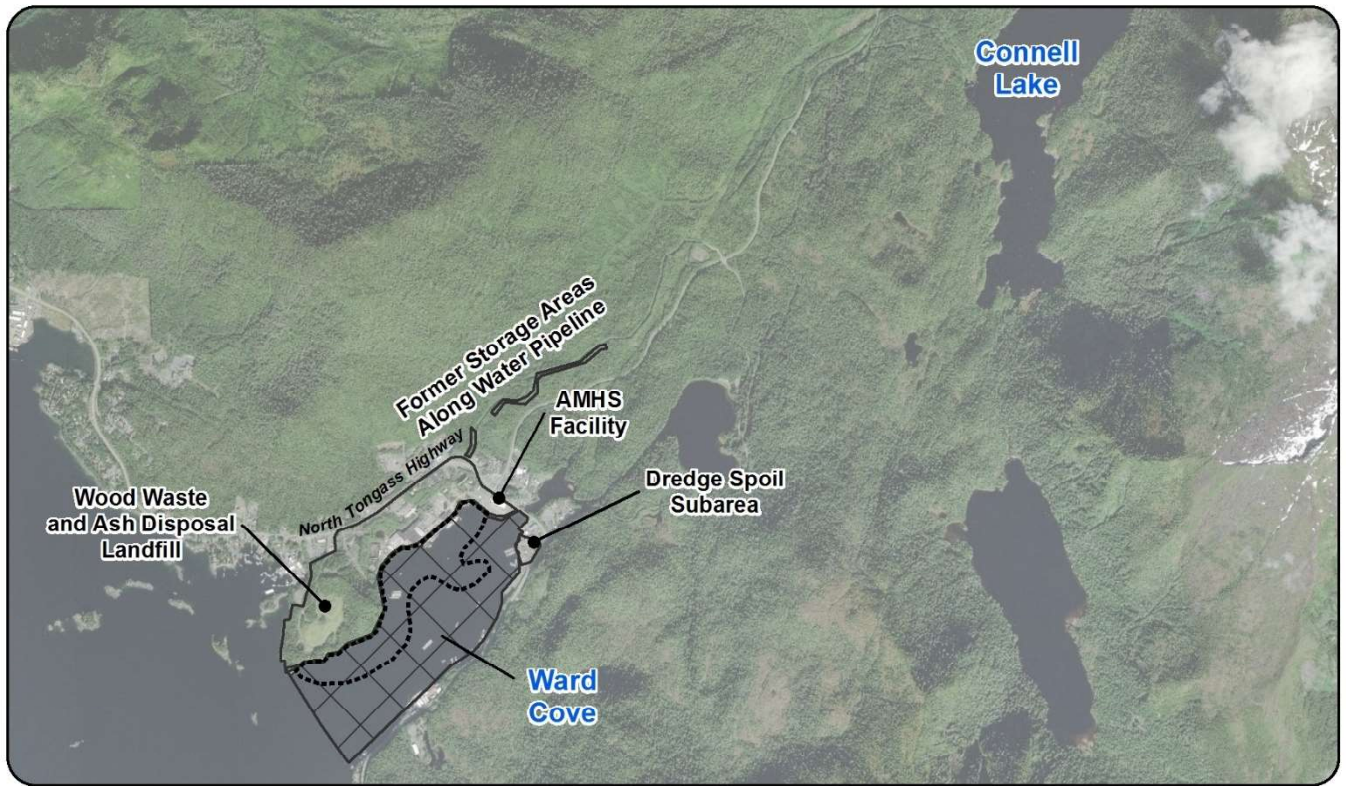 Connell
Lake
Former Storage Areas
Along Water Pipeline
AMHS
Facility
North Tongass Highway
Dredge Spoil
Subarea
Wood Waste
and Ash Disposal
Landfill
Ward
Cove